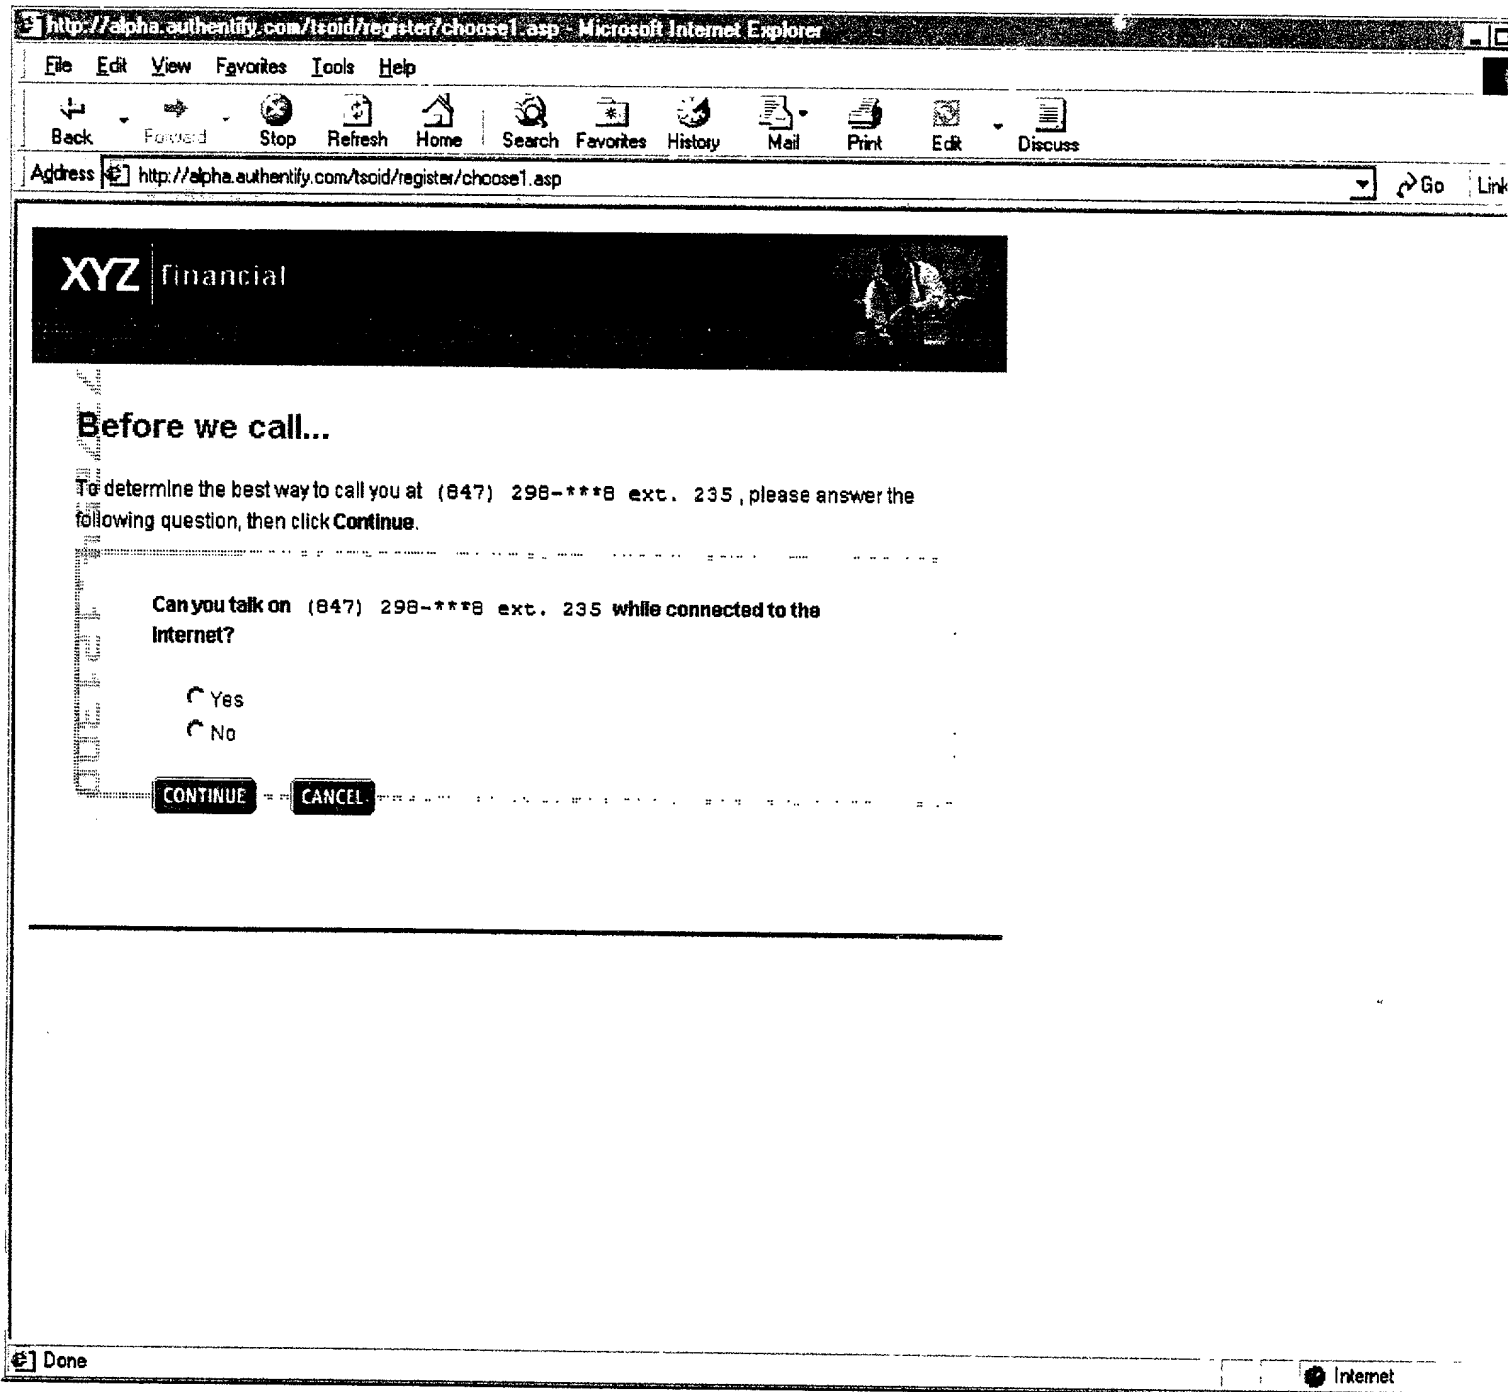 http://alpha.authentify.com/tsoid/register/choose1.asp - Microsoft Internet Explorer
File Edit View Favorites Tools Help
Back Forward Stop Refresh Home Search Favorites History Mail Print Edit Discuss
Address http://alpha.authentify.com/tsoid/register/choose1.asp Go Link
XYZ financial
Before we call...
To determine the best way to call you at (847) 298-***8 ext. 235, please answer the
following question, then click Continue.
Can you talk on (847) 298-***8 ext. 235 while connected to the
Internet?
Yes
No
CONTINUE CANCEL
Done Internet